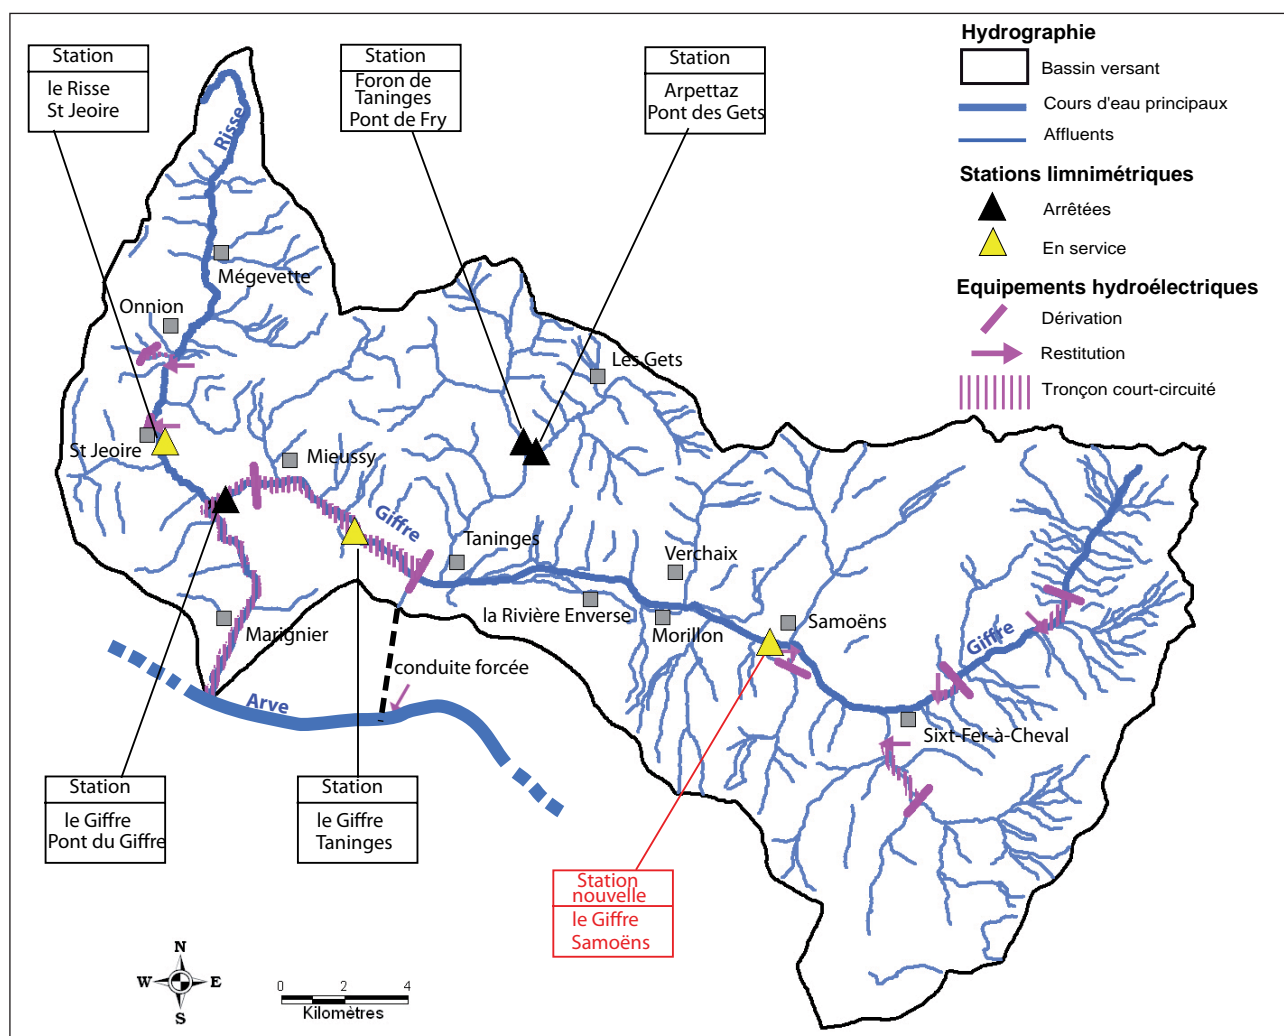 Station
le Risse
St Jeoire
Station
Foron de
Taninges
Pont de Fry
Station
Arpettaz
Pont des Gets
Hydrographie
Bassin versant
Cours d'eau principaux
Affluents
Stations limnimétriques
Arrêtées
En service
Equipements hydroélectriques
Dérivation
Restitution
Tronçon court-circuité
Risse
Mégevette
Onnion
Les Gets
St Jeoire
Mieussy
Giffre
Taninges
Verchaix
la Rivière Enverse
Morillon
Samoëns
Giffre
Marignier
conduite forcée
Arve
Sixt-Fer-à-Cheval
Station
le Giffre
Pont du Giffre
Station
le Giffre
Taninges
Station
nouvelle
le Giffre
Samoëns
N
W
E
S
0 2 4
Kilomètres